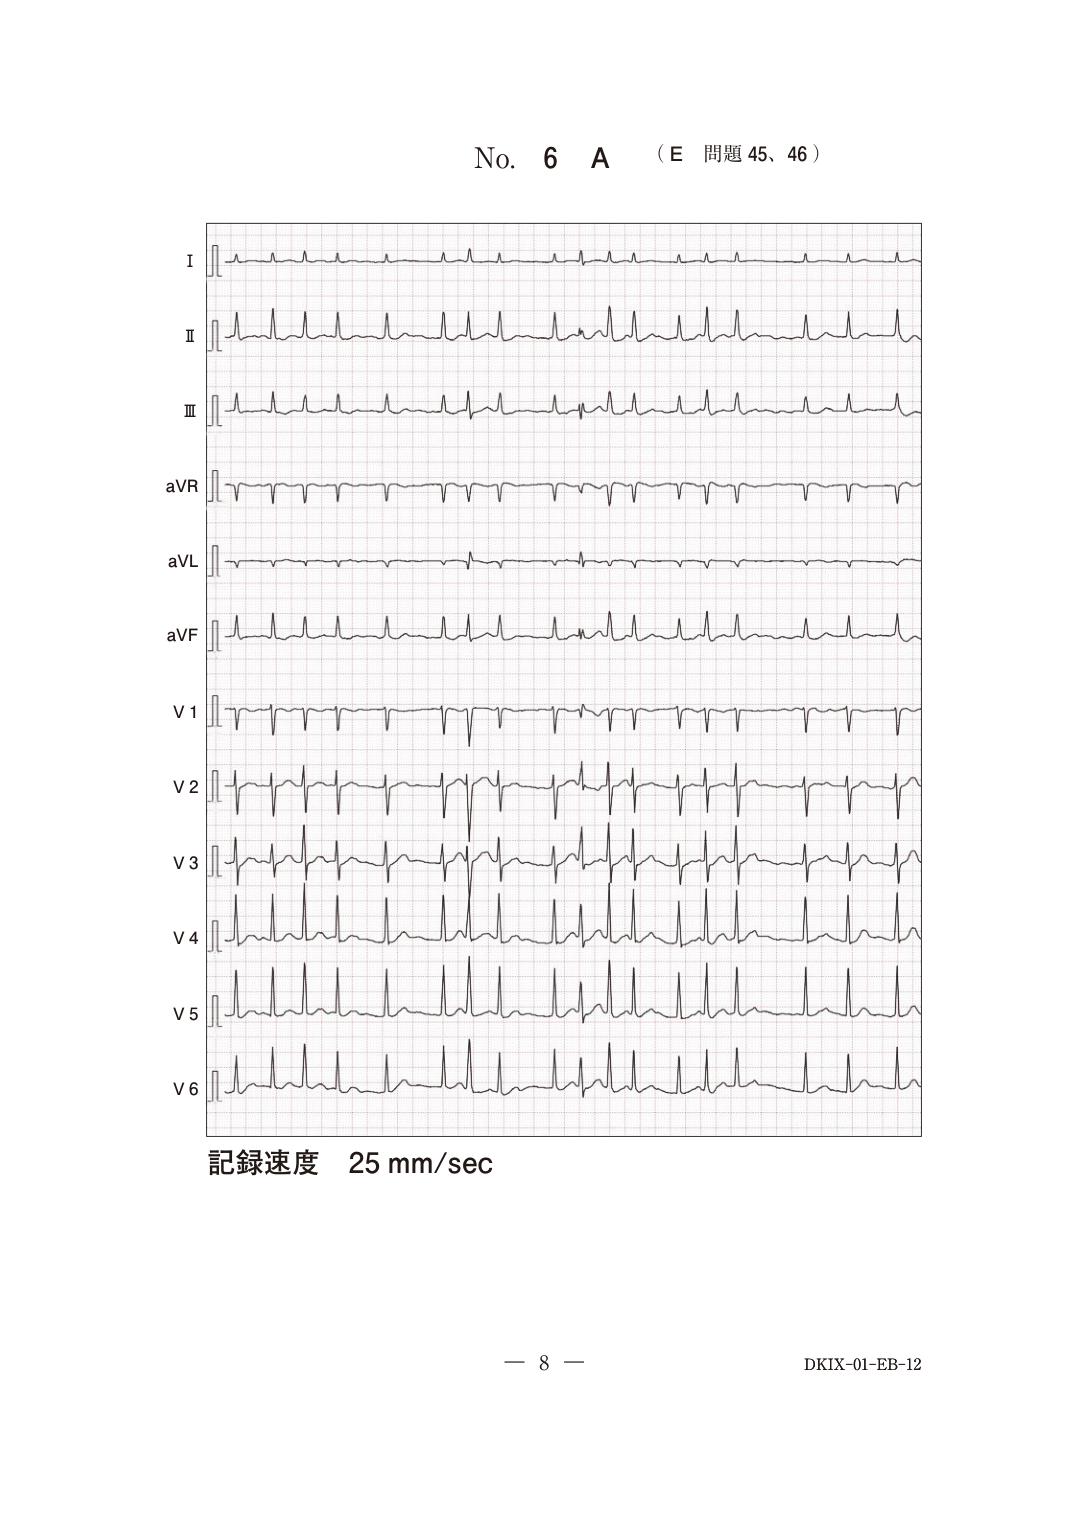 No. 6 A （E 問題 45、46）
Ⅰ
Ⅱ
Ⅲ
aVR
aVL
aVF
V 1
V 2
V 3
V 4
V 5
V 6
記録速度 25 mm/sec
— 8 —
DKIX-01-EB-12